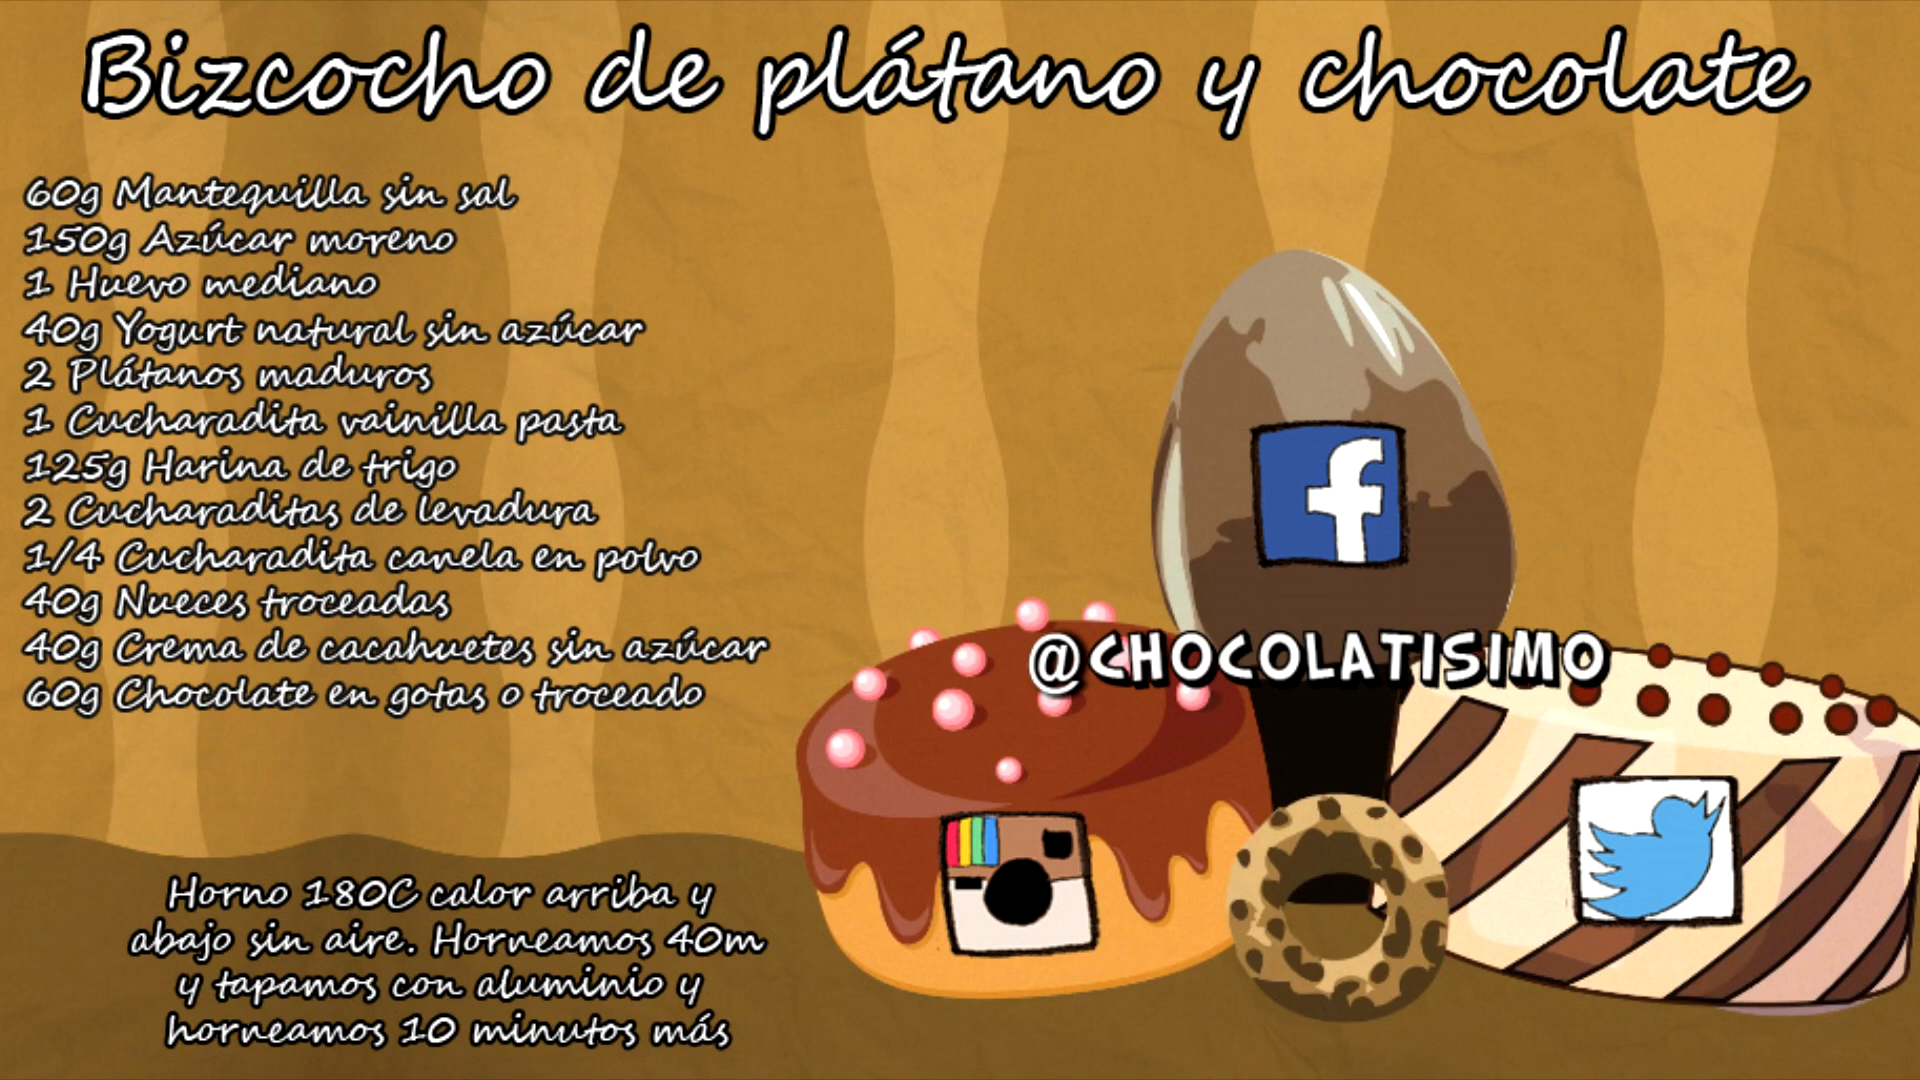 Bizcocho de plátano y chocolate
60g Mantequilla sin sal
150g Azúcar moreno
1 Huevo mediano
40g Yogurt natural sin azúcar
2 Plátanos maduros
1 Cucharadita vainilla pasta
125g Harina de trigo
2 Cucharaditas de levadura
1/4 Cucharadita canela en polvo
40g Nueces troceadas
40g Crema de cacahuetes sin azúcar
60g Chocolate en gotas o troceado
@CHOCOLATISIMO
Horno 180C calor arriba y
abajo sin aire. Horneamos 40m
y tapamos con aluminio y
horneamos 10 minutos más